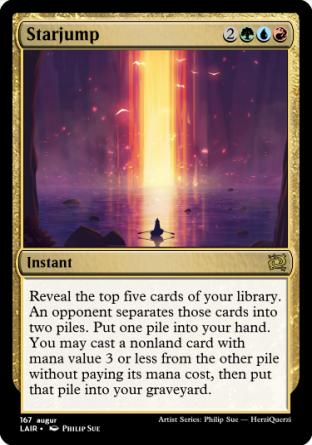 Starjump 2
Instant
Reveal the top five cards of your library.
An opponent separates those cards into
two piles. Put one pile into your hand.
You may cast a nonland card with
mana value 3 or less from the other pile
without paying its mana cost, then put
that pile into your graveyard.
167 augur
Artist Series: Philip Sue — HerziQuerzi
LAIR • Philip Sue